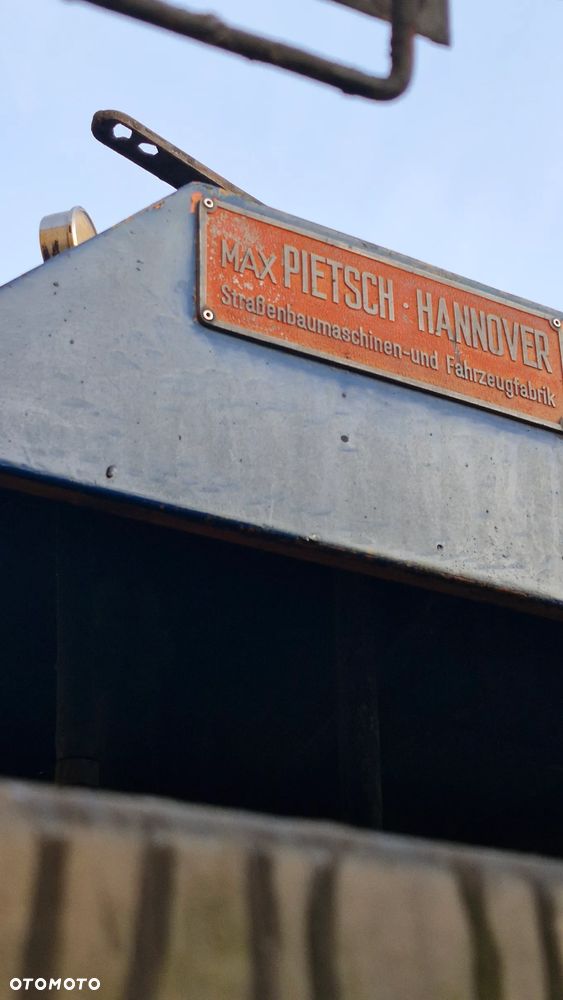 MAX PIETSCH · HANNOVER
Straßenbaumaschinen-und Fahrzeugfabrik
OTOMOTO